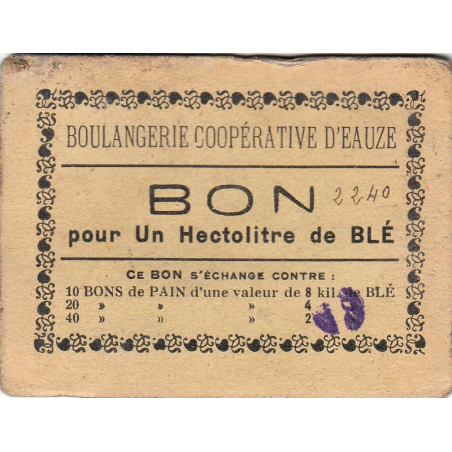 BOULANGERIE COOPÉRATIVE D'EAUZE
BON 2240
pour Un Hectolitre de BLÉ
CE BON S'ÉCHANGE CONTRE :
10 BONS de PAIN d'une valeur de 8 kil. de BLÉ
20 » » » 4
40 » » » 2